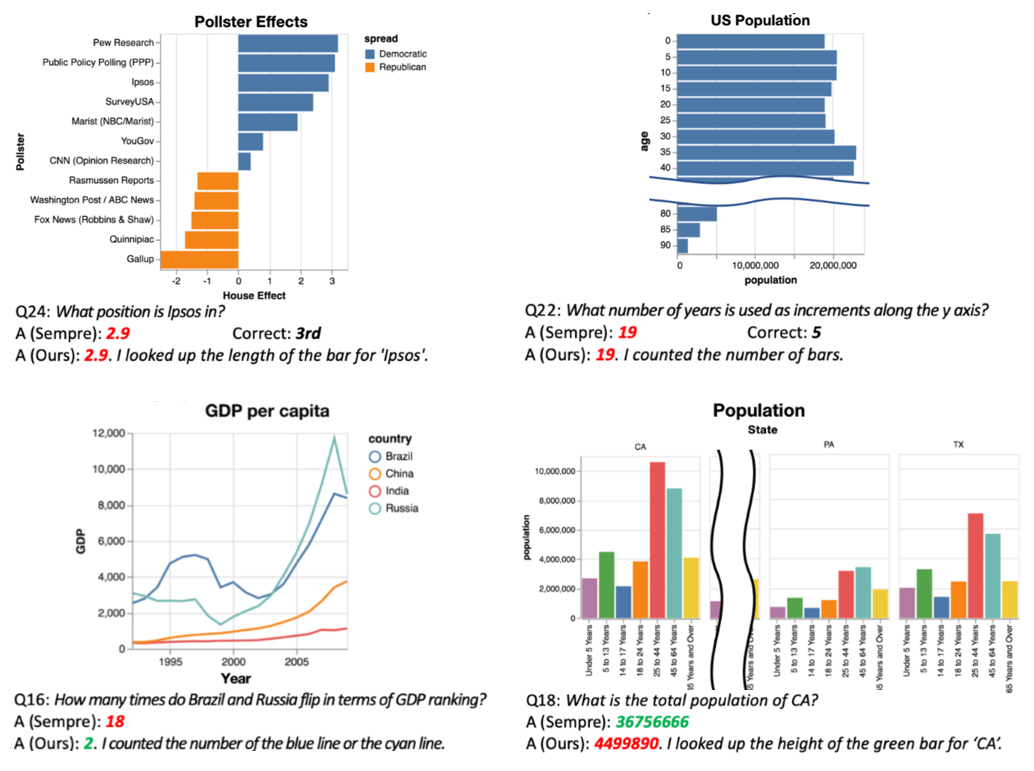 Pollster Effects
Pollster
Pew Research
Public Policy Polling (PPP)
Ipsos
SurveyUSA
Marist (NBC/Marist)
YouGov
CNN (Opinion Research)
Rasmussen Reports
Washington Post / ABC News
Fox News (Robbins & Shaw)
Quinnipiac
Gallup
-2 -1 0 1 2 3
House Effect
spread
Democratic
Republican
Q24: What position is Ipsos in?
A (Sempre): 2.9 Correct: 3rd
A (Ours): 2.9. I looked up the length of the bar for 'Ipsos'.
US Population
age
0
5
10
15
20
25
30
35
40
80
85
90
0 10,000,000 20,000,000
population
Q22: What number of years is used as increments along the y axis?
A (Sempre): 19 Correct: 5
A (Ours): 19. I counted the number of bars.
GDP per capita
GDP
12,000
10,000
8,000
6,000
4,000
2,000
0
1995 2000 2005
Year
country
Brazil
China
India
Russia
Q16: How many times do Brazil and Russia flip in terms of GDP ranking?
A (Sempre): 18
A (Ours): 2. I counted the number of the blue line or the cyan line.
Population
State
CA PA TX
population
10,000,000
8,000,000
6,000,000
4,000,000
2,000,000
0
Under 5 Years
5 to 13 Years
14 to 17 Years
18 to 24 Years
25 to 44 Years
45 to 64 Years
65 Years and Over
5 Years and Over
Under 5 Years
5 to 13 Years
14 to 17 Years
18 to 24 Years
25 to 44 Years
45 to 64 Years
65 Years and Over
Under 5 Years
5 to 13 Years
14 to 17 Years
18 to 24 Years
25 to 44 Years
45 to 64 Years
65 Years and Over
Q18: What is the total population of CA?
A (Sempre): 36756666
A (Ours): 4499890. I looked up the height of the green bar for 'CA'.